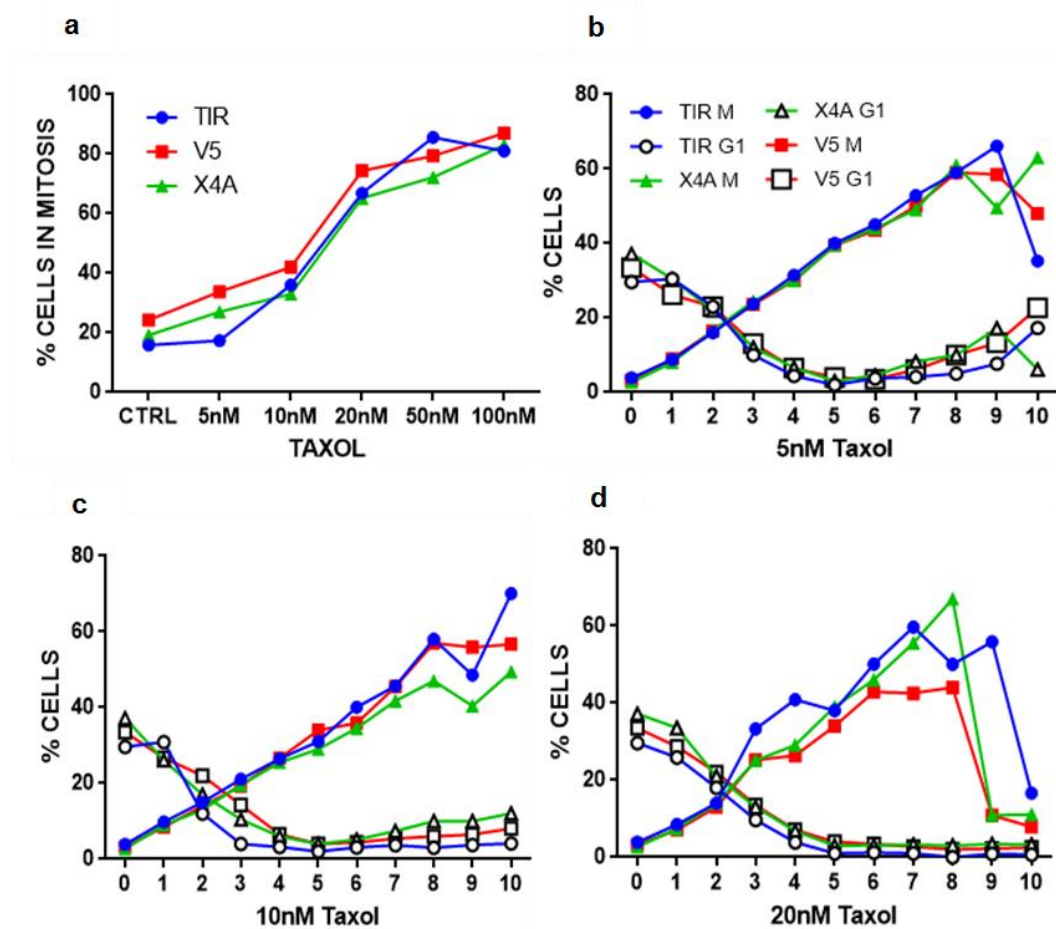 a
% CELLS IN MITOSIS
100
80
60
40
20
0
TIR
V5
X4A
CTRL 5nM 10nM 20nM 50nM 100nM
TAXOL
b
% CELLS
80
60
40
20
0
TIR M X4A G1
TIR G1 V5 M
X4A M V5 G1
0 1 2 3 4 5 6 7 8 9 10
5nM Taxol
c
% CELLS
80
60
40
20
0
0 1 2 3 4 5 6 7 8 9 10
10nM Taxol
d
% CELLS
80
60
40
20
0
0 1 2 3 4 5 6 7 8 9 10
20nM Taxol